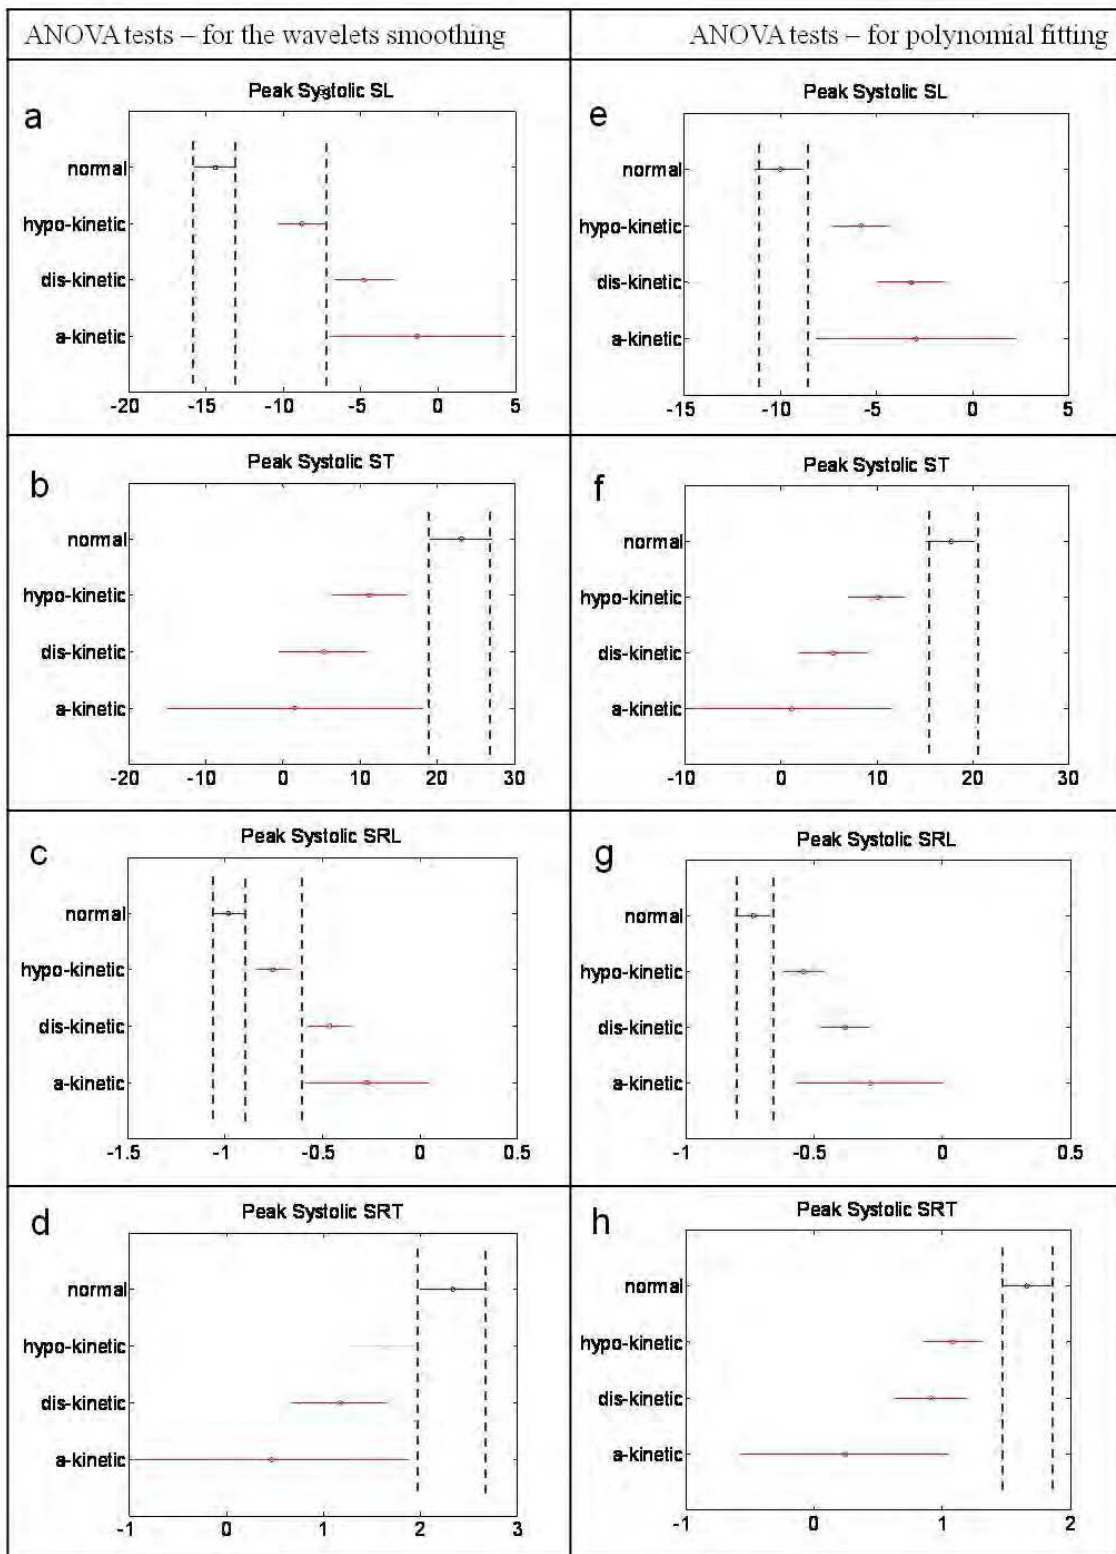 ANOVA tests – for the wavelets smoothing
ANOVA tests – for polynomial fitting
a
Peak Systolic SL
normal
hypo-kinetic
dis-kinetic
a-kinetic
-20 -15 -10 -5 0 5
e
Peak Systolic SL
normal
hypo-kinetic
dis-kinetic
a-kinetic
-15 -10 -5 0 5
b
Peak Systolic ST
normal
hypo-kinetic
dis-kinetic
a-kinetic
-20 -10 0 10 20 30
f
Peak Systolic ST
normal
hypo-kinetic
dis-kinetic
a-kinetic
-10 0 10 20 30
c
Peak Systolic SRL
normal
hypo-kinetic
dis-kinetic
a-kinetic
-1.5 -1 -0.5 0 0.5
g
Peak Systolic SRL
normal
hypo-kinetic
dis-kinetic
a-kinetic
-1 -0.5 0 0.5
d
Peak Systolic SRT
normal
hypo-kinetic
dis-kinetic
a-kinetic
-1 0 1 2 3
h
Peak Systolic SRT
normal
hypo-kinetic
dis-kinetic
a-kinetic
-1 0 1 2